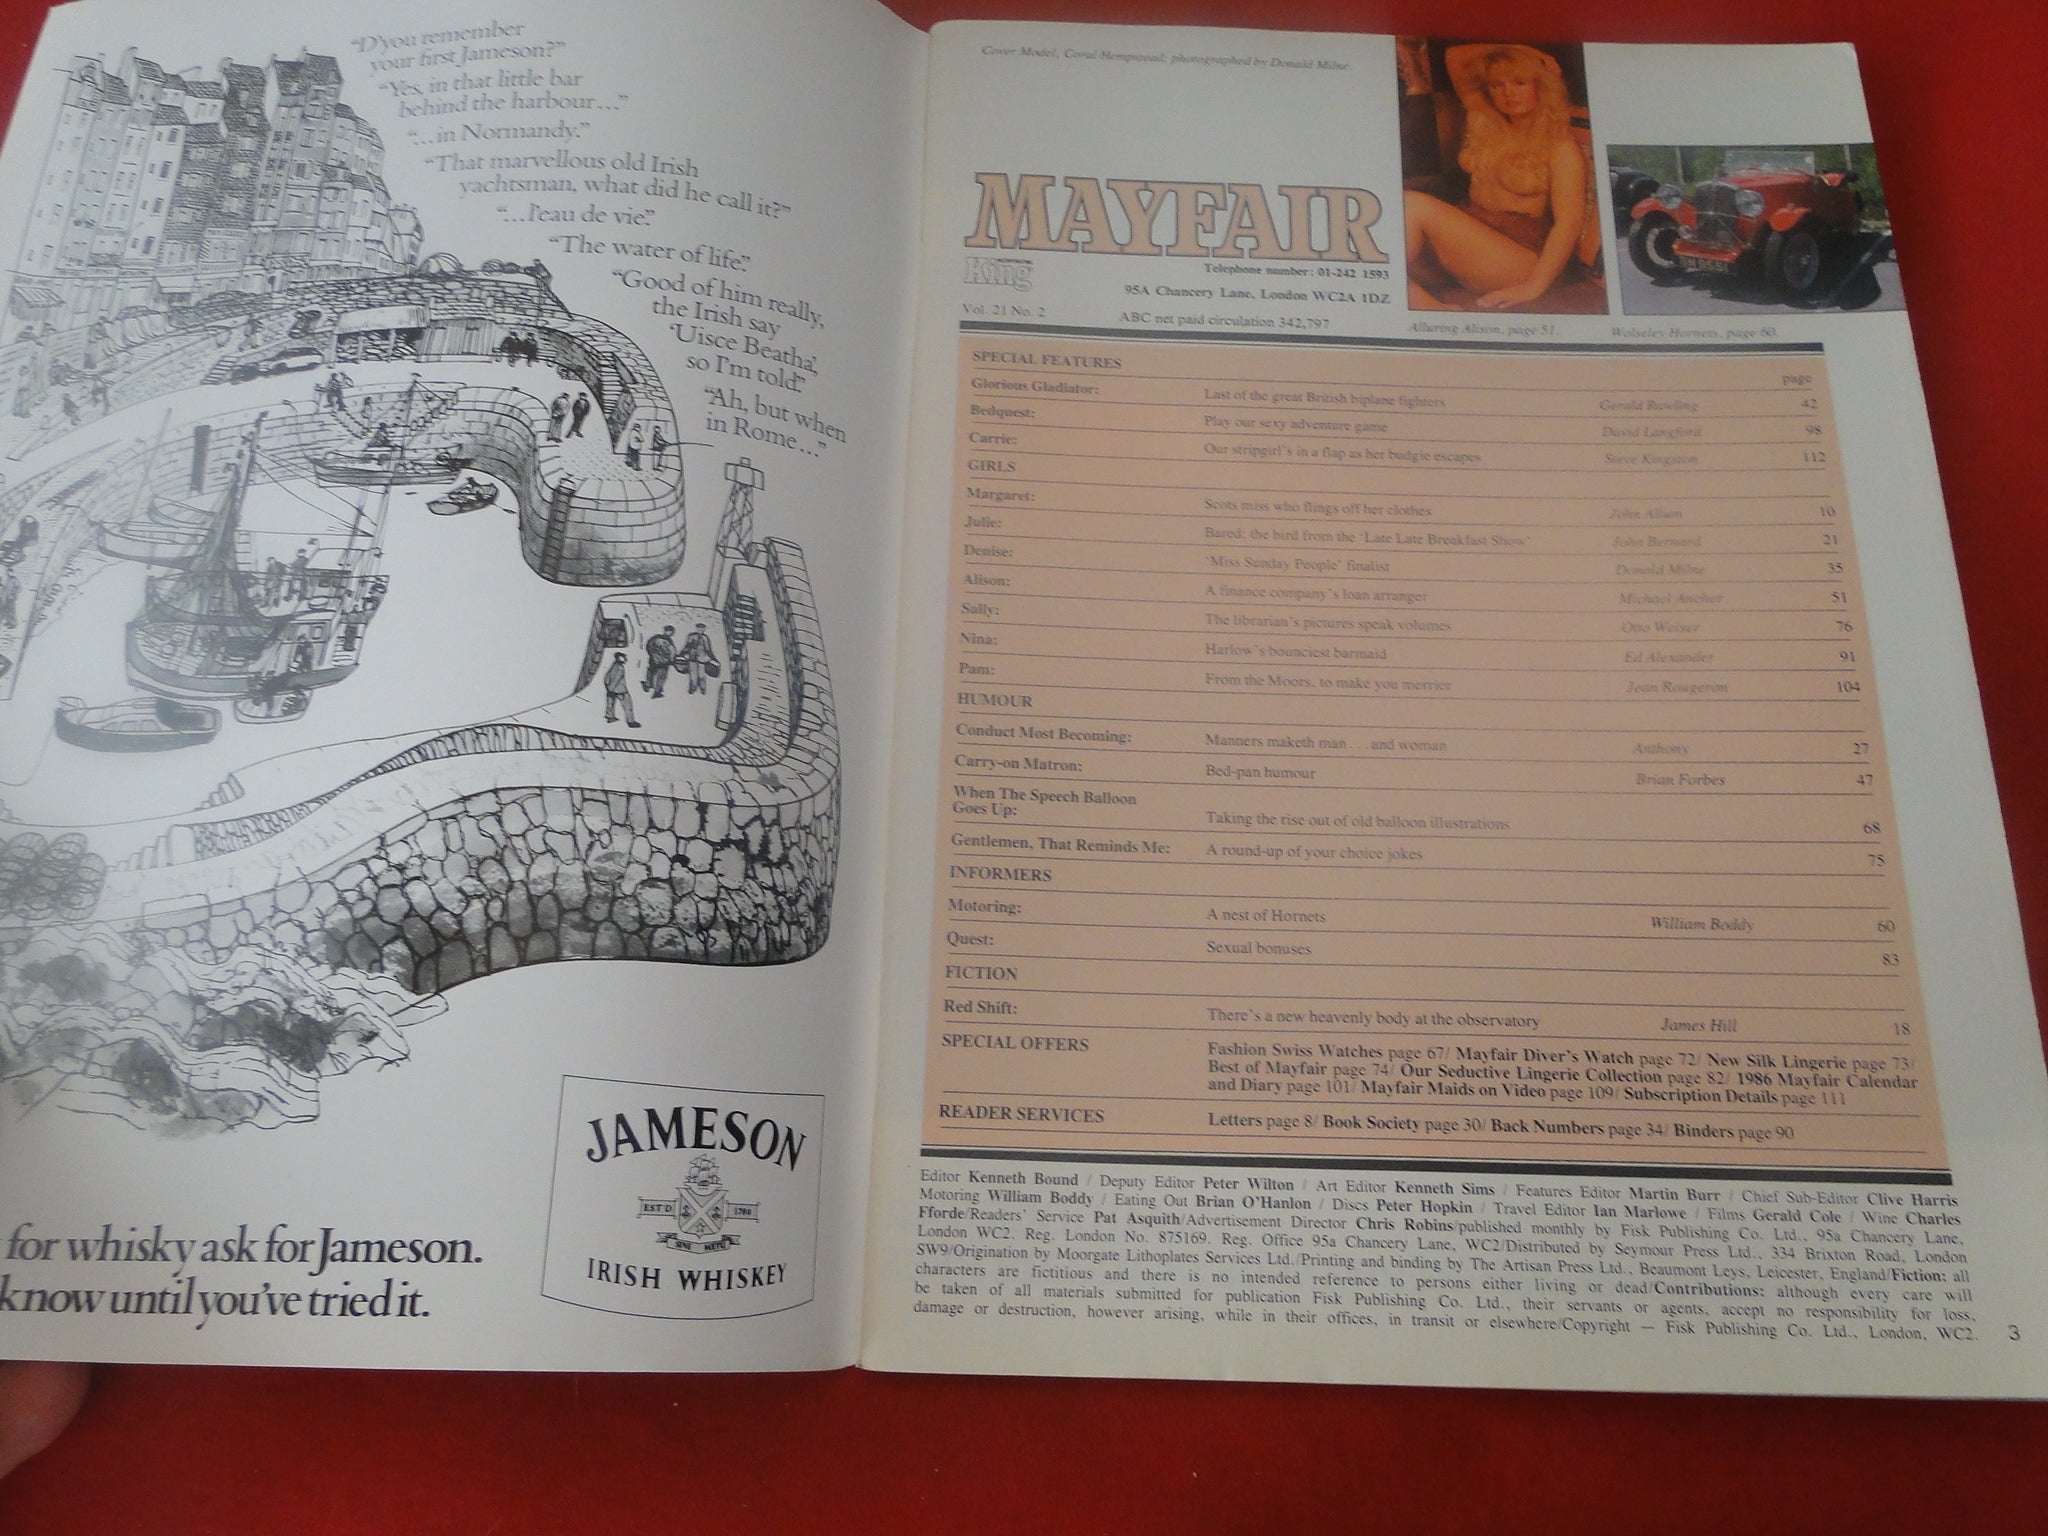 "D'you remember
your first Jameson?"
"Yes, in that little bar
behind the harbour..."
"...in Normandy."
"That marvellous old Irish
yachtsman, what did he call it?"
"...l'eau de vie."
"The water of life."
"Good of him really,
the Irish say
'Uisce Beatha',
so I'm told."
"Ah, but when
in Rome..."
JAMESON
EST'D 1780
SINE METU
IRISH WHISKEY
for whisky ask for Jameson.
know until you've tried it.
Cover Model, Coral Hempstead; photographed by Donald Milne.
MAYFAIR
INCORPORATING
King
Telephone number: 01-242 1593
95A Chancery Lane, London WC2A 1DZ
Vol. 21 No. 2 ABC net paid circulation 342,797
Alluring Alison, page 51. Wolseley Hornets, page 60.
SPECIAL FEATURES page
Glorious Gladiator: Last of the great British biplane fighters Gerald Rawling 42
Bedquest: Play our sexy adventure game David Langford 98
Carrie: Our stripgirl's in a flap as her budgie escapes Steve Kingston 112
GIRLS
Margaret: Scots miss who flings off her clothes John Allum 10
Julie: Bared: the bird from the 'Late Late Breakfast Show' John Bernard 21
Denise: 'Miss Sunday People' finalist Donald Milne 35
Alison: A finance company's loan arranger Michael Ancher 51
Sally: The librarian's pictures speak volumes Otto Weiser 76
Nina: Harlow's bounciest barmaid Ed Alexander 91
Pam: From the Moors, to make you merrier Jean Rougeron 104
HUMOUR
Conduct Most Becoming: Manners maketh man...and woman Anthony 27
Carry-on Matron: Bed-pan humour Brian Forbes 47
When The Speech Balloon
Goes Up: Taking the rise out of old balloon illustrations 68
Gentlemen, That Reminds Me: A round-up of your choice jokes 75
INFORMERS
Motoring: A nest of Hornets William Boddy 60
Quest: Sexual bonuses 83
FICTION
Red Shift: There's a new heavenly body at the observatory James Hill 18
SPECIAL OFFERS Fashion Swiss Watches page 67/ Mayfair Diver's Watch page 72/ New Silk Lingerie page 73/
Best of Mayfair page 74/ Our Seductive Lingerie Collection page 82/ 1986 Mayfair Calendar
and Diary page 101/ Mayfair Maids on Video page 109/ Subscription Details page 111
READER SERVICES Letters page 8/ Book Society page 30/ Back Numbers page 34/ Binders page 90
Editor Kenneth Bound / Deputy Editor Peter Wilton / Art Editor Kenneth Sims / Features Editor Martin Burr / Chief Sub-Editor Clive Harris
Motoring William Boddy / Eating Out Brian O'Hanlon / Discs Peter Hopkin / Travel Editor Ian Marlowe / Films Gerald Cole / Wine Charles
Fforde/Readers' Service Pat Asquith/Advertisement Director Chris Robins/published monthly by Fisk Publishing Co. Ltd., 95a Chancery Lane,
London WC2. Reg. London No. 875169. Reg. Office 95a Chancery Lane, WC2/Distributed by Seymour Press Ltd., 334 Brixton Road, London
SW9/Origination by Moorgate Lithoplates Services Ltd./Printing and binding by The Artisan Press Ltd., Beaumont Leys, Leicester, England/Fiction: all
characters are fictitious and there is no intended reference to persons either living or dead/Contributions: although every care will
be taken of all materials submitted for publication Fisk Publishing Co. Ltd., their servants or agents, accept no responsibility for loss,
damage or destruction, however arising, while in their offices, in transit or elsewhere/Copyright — Fisk Publishing Co. Ltd., London, WC2. 3